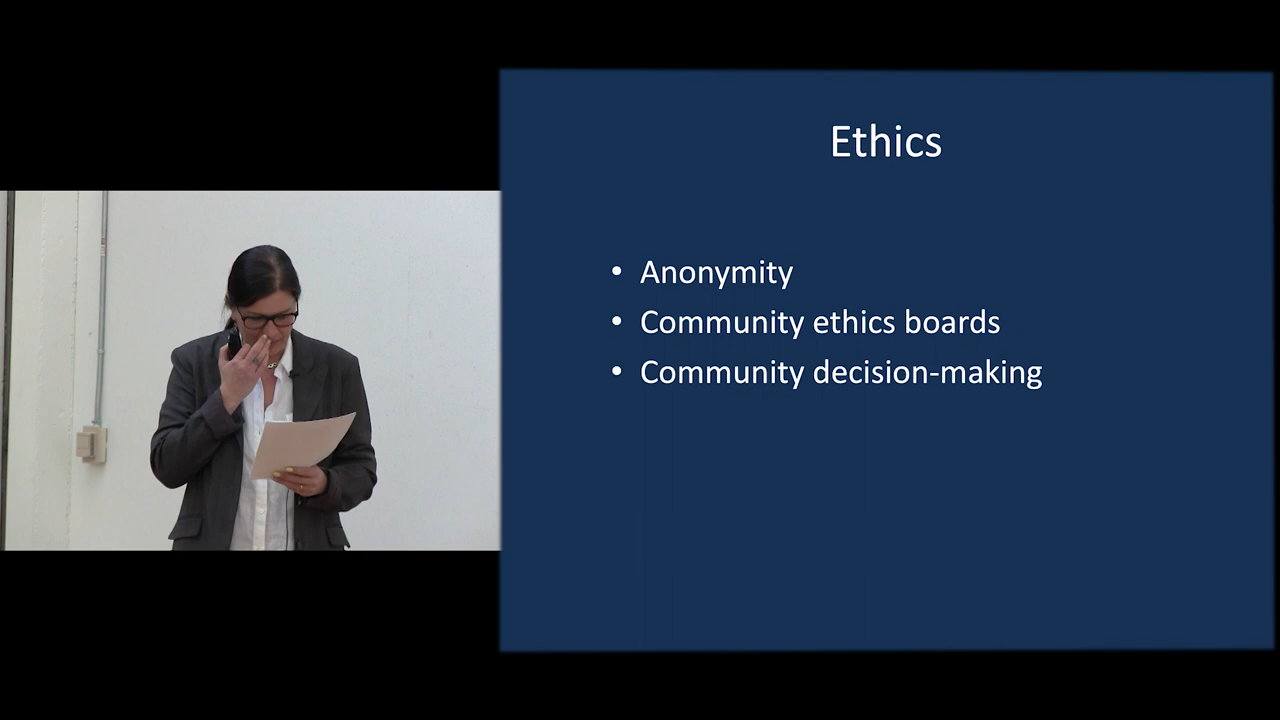 Ethics
• Anonymity
• Community ethics boards
• Community decision-making